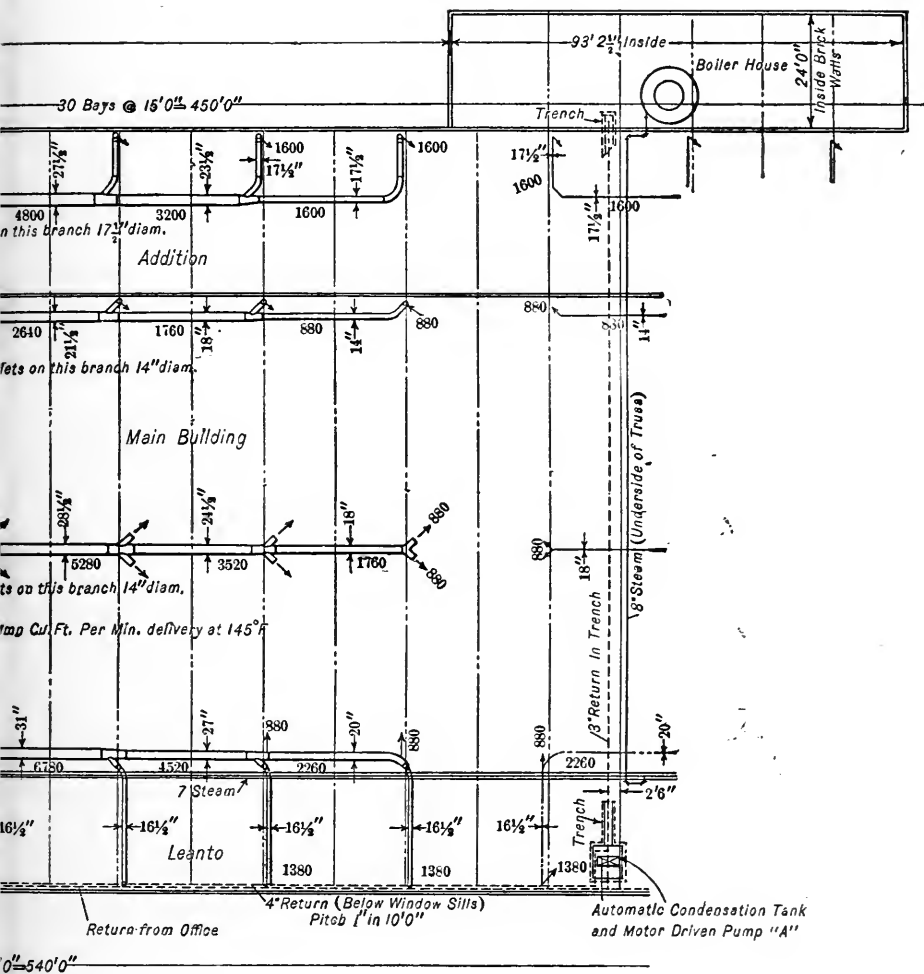 93' 2½" Inside
Boiler House
24'0"
Inside Brick
Walls
30 Bays @ 15'0"= 450'0"
Trench
27½"
23½"
1600
17½"
17½"
1600
17½"
1600
4800
3200
1600
17½"
1600
n this branch 17½" diam.
Addition
2640
21½"
1760
18"
880
14"
880
880
880
14"
lets on this branch 14" diam.
Main Building
8" Steam (Underside of Truss)
28½"
24½"
18"
880
880
18"
5280
3520
1760
880
ts on this branch 14" diam.
Cu. Ft. Per Min. delivery at 145°F
3" Return In Trench
31"
27"
880
20"
880
880
20"
6780
4520
2260
2260
7" Steam
2'6"
16½"
16½"
16½"
16½"
16½"
Trench
Leanto
1380
1380
1380
4" Return (Below Window Sills)
Pitch 1" in 10'0"
Return from Office
Automatic Condensation Tank
and Motor Driven Pump "A"
'0"=540'0"